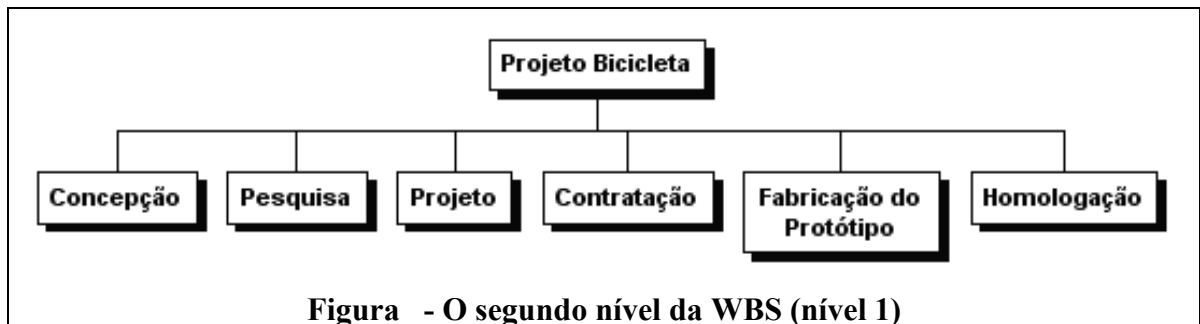 Projeto Bicicleta
Concepção
Pesquisa
Projeto
Contratação
Fabricação do
Protótipo
Homologação
Figura - O segundo nível da WBS (nível 1)